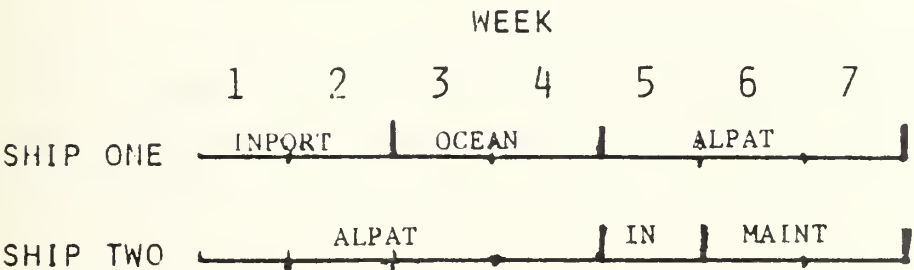 WEEK
1 2 3 4 5 6 7
INPORT OCEAN ALPAT
SHIP ONE
ALPAT IN MAINT
SHIP TWO